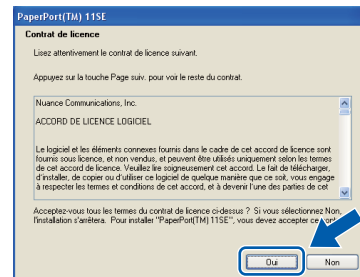 PaperPort(TM) 11SE
Contrat de licence
Lisez attentivement le contrat de licence suivant.
Appuyez sur la touche Page suiv. pour voir le reste du contrat.
Nuance Communications, Inc.
ACCORD DE LICENCE LOGICIEL
Le logiciel et les éléments connexes fournis dans le cadre de cet accord de licence sont
fournis sous licence, et non vendus, et peuvent être utilisés uniquement selon les termes
de cet accord de licence. Veuillez lire soigneusement cet accord. Le fait de télécharger,
d'installer, de copier ou d'utiliser ce logiciel de quelque manière que ce soit, vous engage
à respecter les termes et conditions de cet accord, et à devenir l'une des parties de cet
Acceptez-vous tous les termes du contrat de licence ci-dessus ? Si vous sélectionnez Non,
l'installation s'arrêtera. Pour installer "PaperPort(TM) 11SE", vous devez accepter ce
Oui
Non